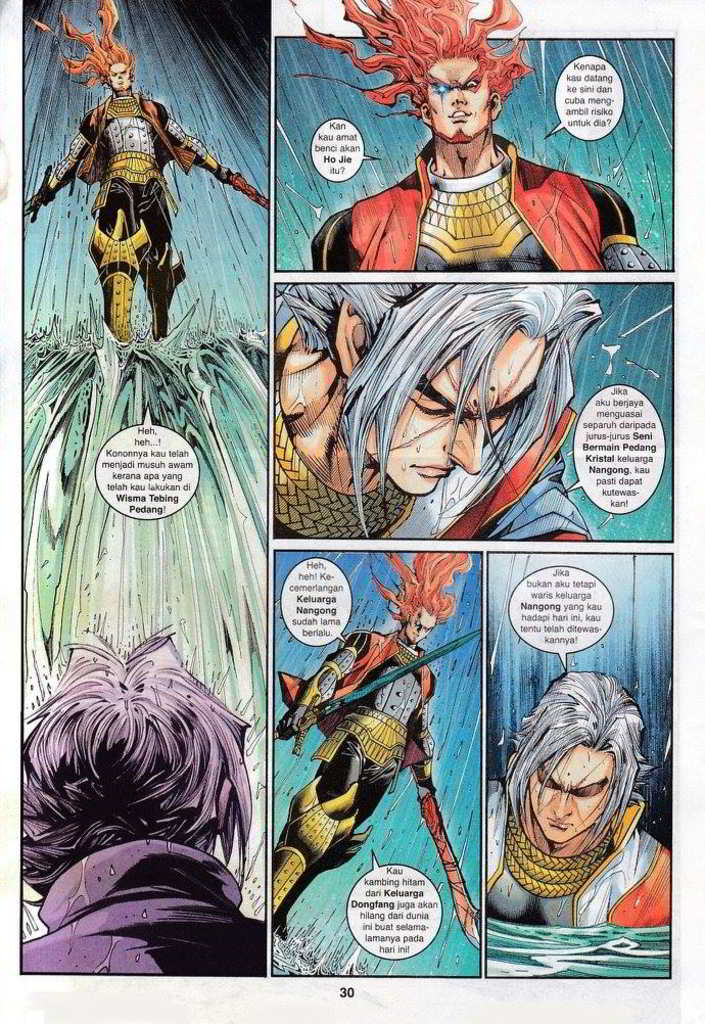 Heh,
heh...!
Kononnya kau telah
menjadi musuh awam
kerana apa yang
telah kau lakukan di
Wisma Tebing
Pedang!
Kan
kau amat
benci akan
Ho Jie
itu?
Kenapa
kau datang
ke sini dan
cuba meng-
ambil risiko
untuk dia?
Jika
aku berjaya
menguasai
separuh daripada
jurus-jurus Seni
Bermain Pedang
Kristal keluarga
Nangong, kau
pasti dapat
kutewas-
kan!
Heh,
heh! Ke-
cemerlangan
Keluarga
Nangong
sudah lama
berlalu.
Kau
kambing hitam
dari Keluarga
Dongfang juga akan
hilang dari dunia
ini buat selama-
lamanya pada
hari ini!
Jika
bukan aku tetapi
waris keluarga
Nangong yang kau
hadapi hari ini, kau
tentu telah ditewas-
kannya!
30